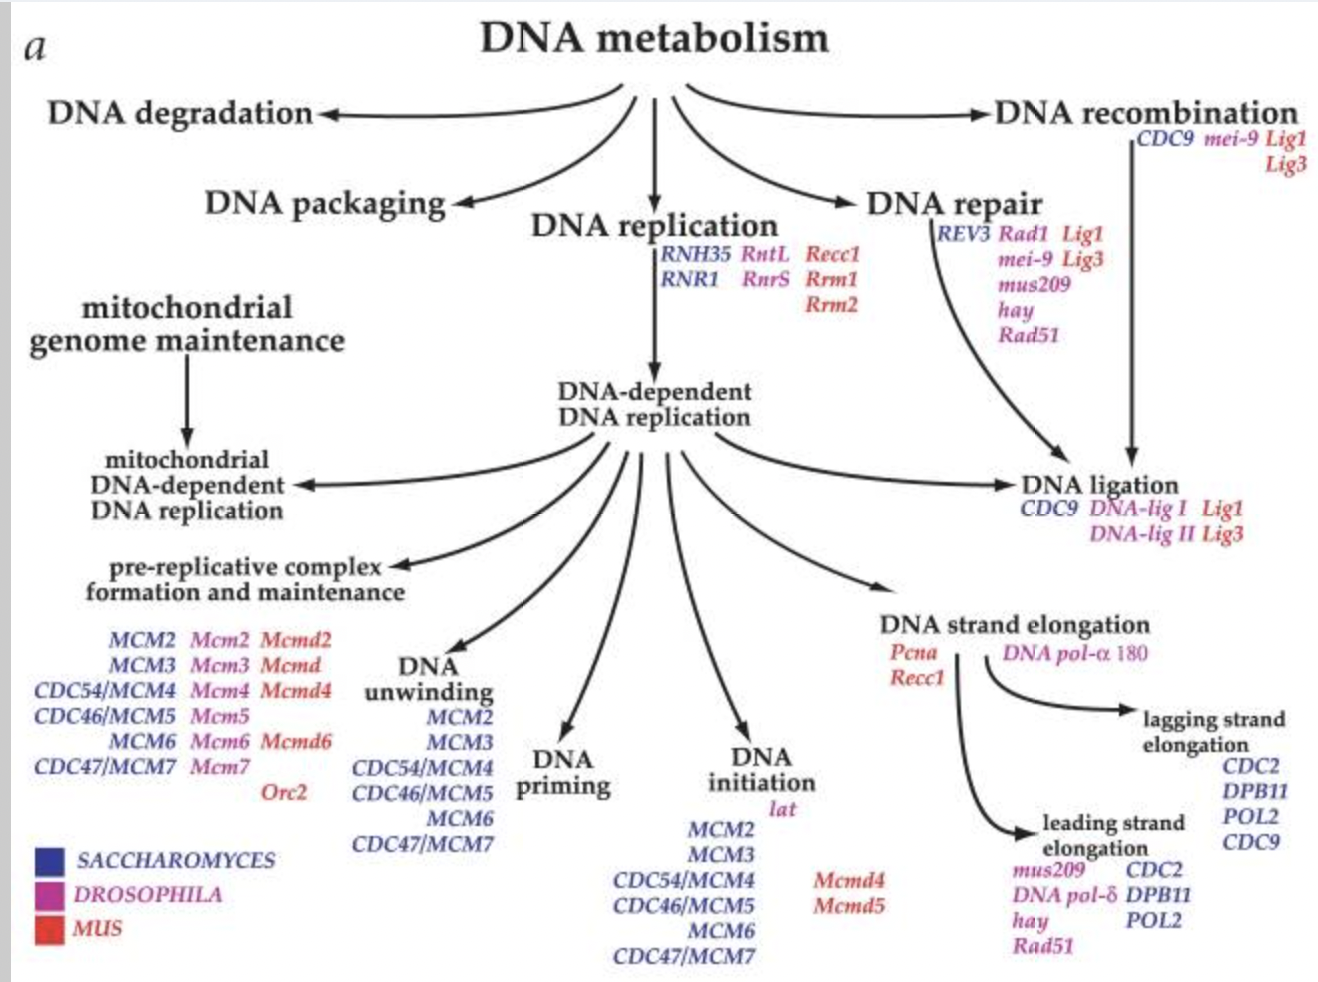 a
DNA metabolism
DNA degradation
DNA recombination
CDC9 mei-9 Lig1
Lig3
DNA packaging
DNA repair
REV3 Rad1 Lig1
mei-9 Lig3
mus209
hay
Rad51
DNA replication
RNH35 RntL Recc1
RNR1 RnrS Rrm1
Rrm2
mitochondrial
genome maintenance
DNA-dependent
DNA replication
mitochondrial
DNA-dependent
DNA replication
DNA ligation
CDC9 DNA-lig I Lig1
DNA-lig II Lig3
pre-replicative complex
formation and maintenance
MCM2 Mcm2 Mcmd2
MCM3 Mcm3 Mcmd
CDC54/MCM4 Mcm4 Mcmd4
CDC46/MCM5 Mcm5
MCM6 Mcm6 Mcmd6
CDC47/MCM7 Mcm7
Orc2
DNA
unwinding
MCM2
MCM3
CDC54/MCM4
CDC46/MCM5
MCM6
CDC47/MCM7
DNA
priming
DNA
initiation
lat
MCM2
MCM3
CDC54/MCM4 Mcmd4
CDC46/MCM5 Mcmd5
MCM6
CDC47/MCM7
DNA strand elongation
Pcna DNA pol-α 180
Recc1
lagging strand
elongation
CDC2
DPB11
POL2
CDC9
leading strand
elongation
mus209 CDC2
DNA pol-δ DPB11
hay POL2
Rad51
SACCHAROMYCES
DROSOPHILA
MUS